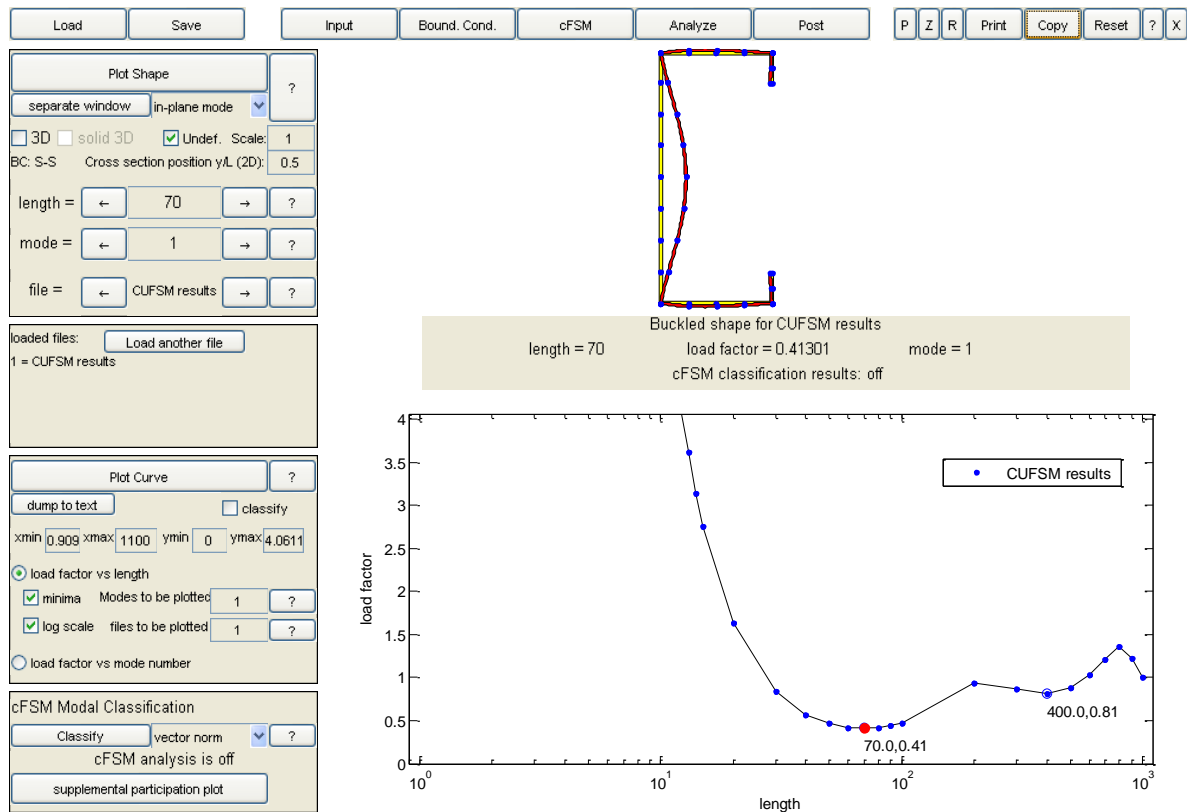 Load Save Input Bound. Cond. cFSM Analyze Post P Z R Print Copy Reset ? X
Plot Shape ?
separate window in-plane mode
3D solid 3D Undef. Scale: 1
BC: S-S Cross section position y/L (2D): 0.5
length = ← 70 → ?
mode = ← 1 → ?
file = ← CUFSM results → ?
loaded files: Load another file
1 = CUFSM results
Plot Curve ?
dump to text classify
xmin 0.909 xmax 1100 ymin 0 ymax 4.0611
load factor vs length
minima Modes to be plotted 1 ?
log scale files to be plotted 1 ?
load factor vs mode number
cFSM Modal Classification
Classify vector norm ?
cFSM analysis is off
supplemental participation plot
Buckled shape for CUFSM results
length = 70 load factor = 0.41301 mode = 1
cFSM classification results: off
4
3.5
3
2.5
2
1.5
1
0.5
0
load factor
CUFSM results
400.0,0.81
70.0,0.41
10^0 10^1 10^2 10^3
length